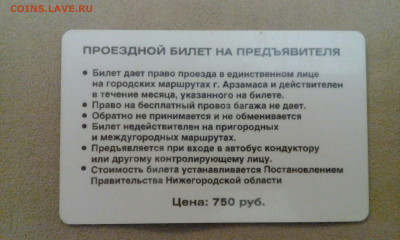 COINS.LAVE.RU
ПРОЕЗДНОЙ БИЛЕТ НА ПРЕДЪЯВИТЕЛЯ
● Билет дает право проезда в единственном лице
на городских маршрутах г. Арзамаса и действителен
в течение месяца, указанного на билете.
● Право на бесплатный провоз багажа не дает.
● Обратно не принимается и не обменивается
● Билет недействителен на пригородных
и междугородных маршрутах.
● Предъявляется при входе в автобус кондуктору
или другому контролирующему лицу.
● Стоимость билета устанавливается Постановлением
Правительства Нижегородской области
Цена: 750 руб.